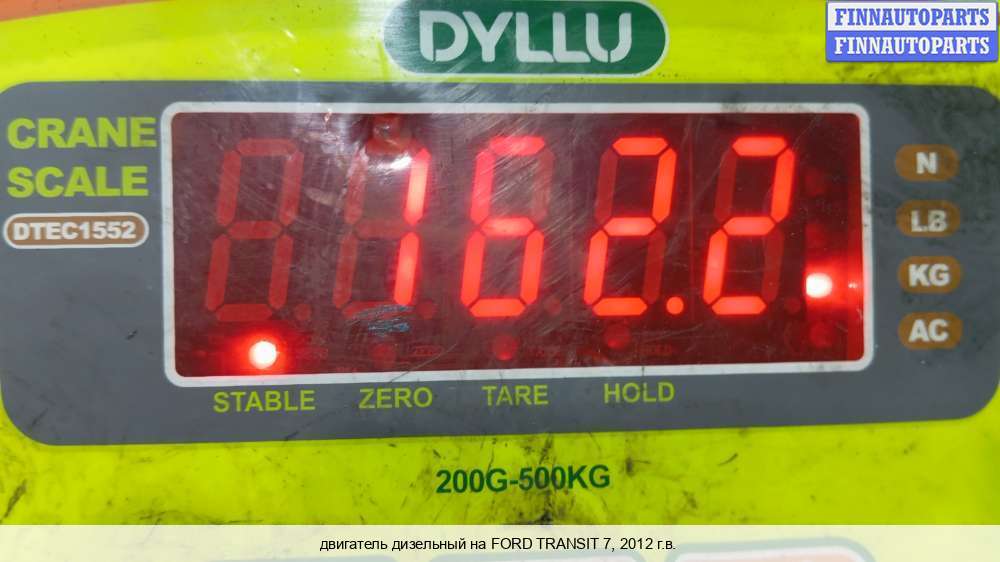 DYLLU
FINNAUTOPARTS
FINNAUTOPARTS
CRANE
SCALE
DTEC1552
162.2
N
LB
KG
AC
STABLE ZERO TARE HOLD
200G-500KG
двигатель дизельный на FORD TRANSIT 7, 2012 г.в.